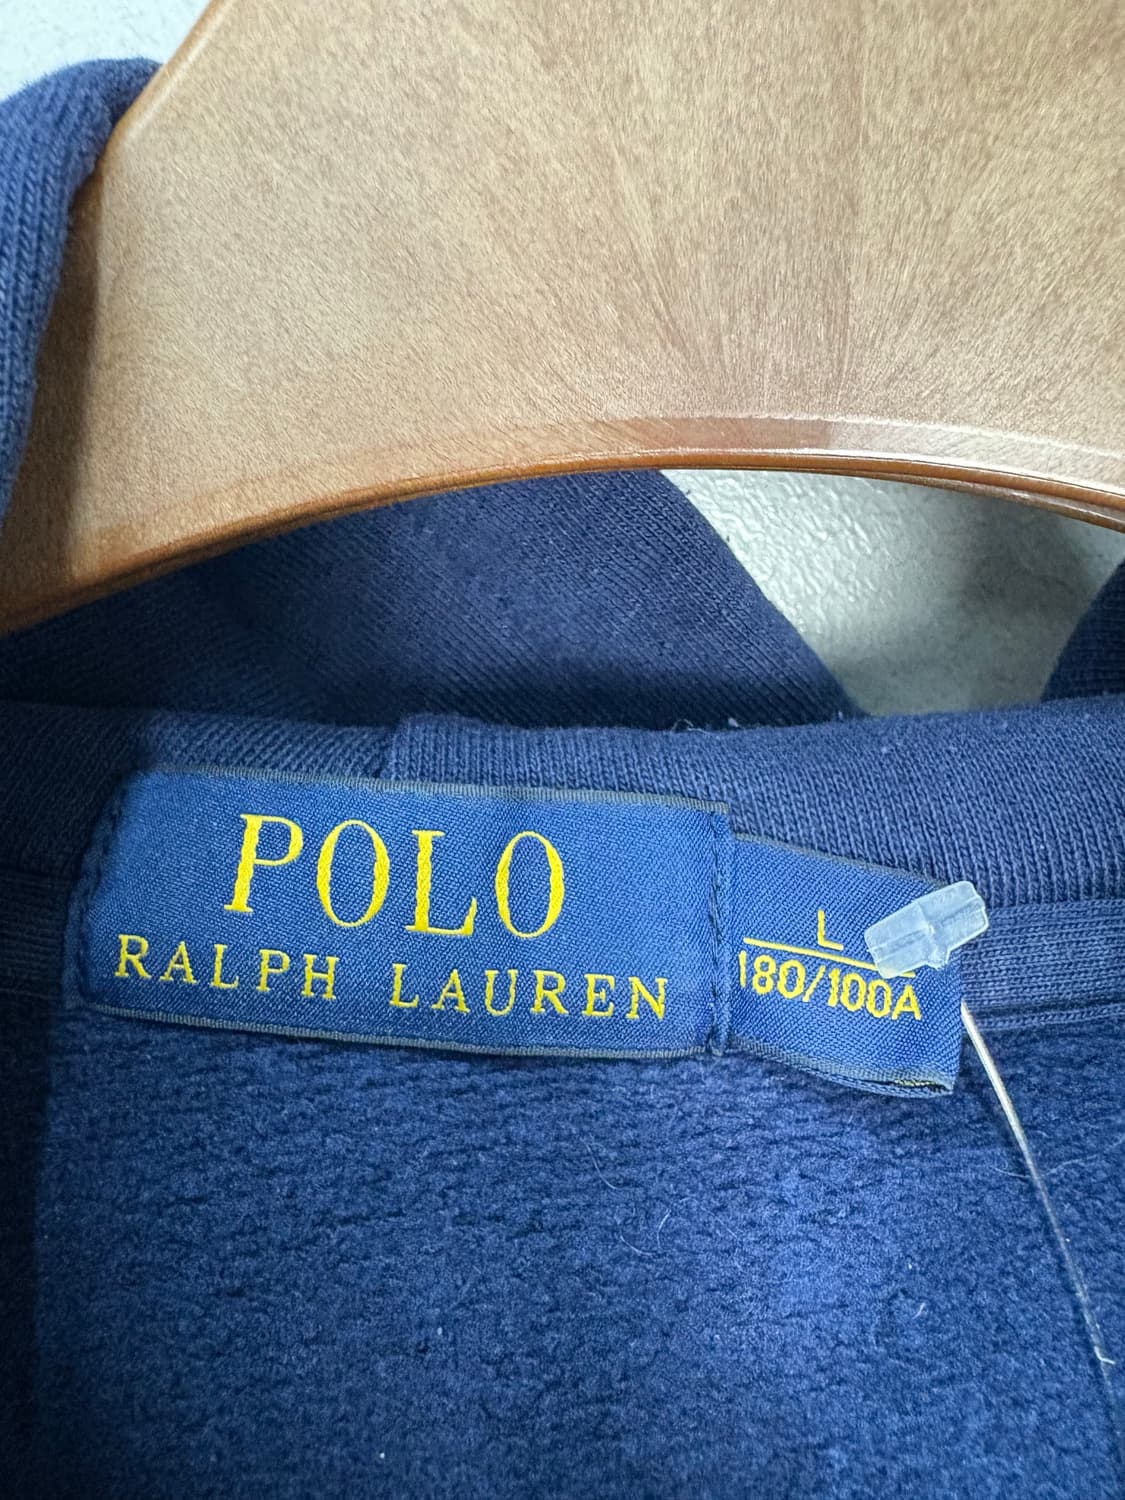 POLO
RALPH LAUREN
L
180/100A